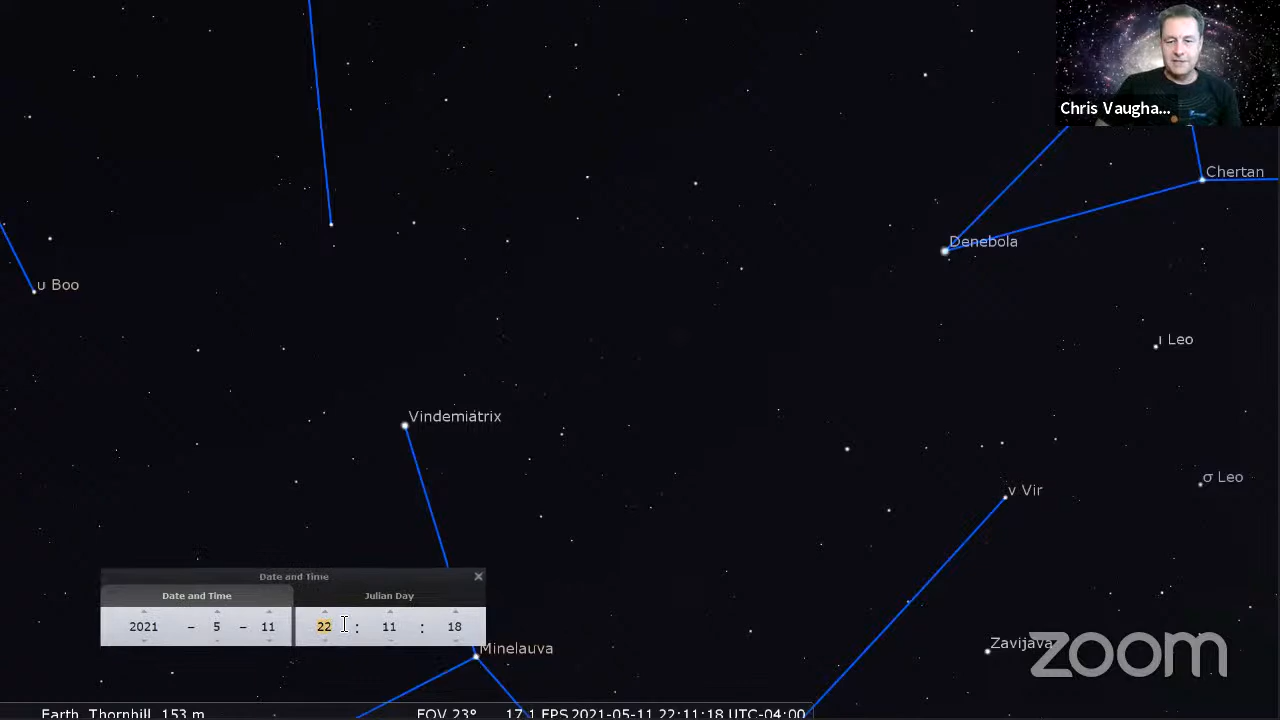 Chris Vaugha...
Chertan
Denebola
υ Boo
ι Leo
Vindemiatrix
σ Leo
ν Vir
Date and Time
Date and Time
Julian Day
2021 – 5 – 11 22 : 11 : 18
Minelauva
Zavijava
zoom
Earth, Thornhill, 153 m FOV 23° 17.1 FPS 2021-05-11 22:11:18 UTC-04:00